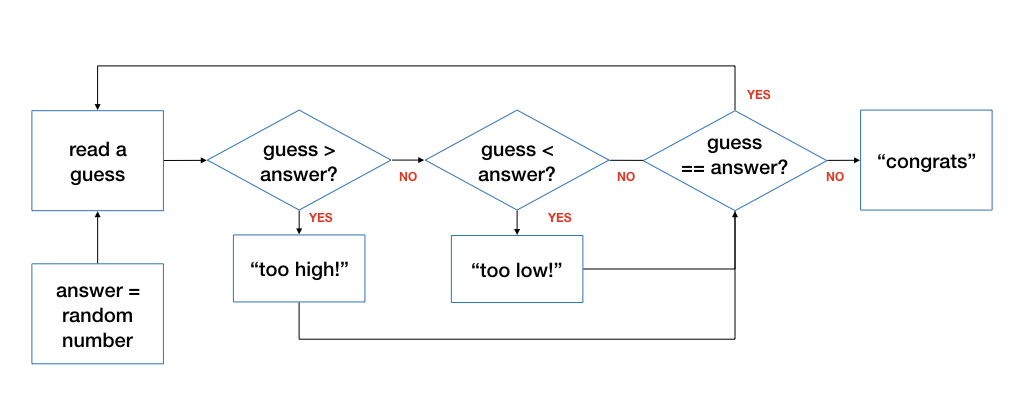 read a
guess
guess >
answer?
NO
YES
guess <
answer?
NO
YES
guess
== answer?
YES
NO
“congrats”
“too high!”
“too low!”
answer =
random
number